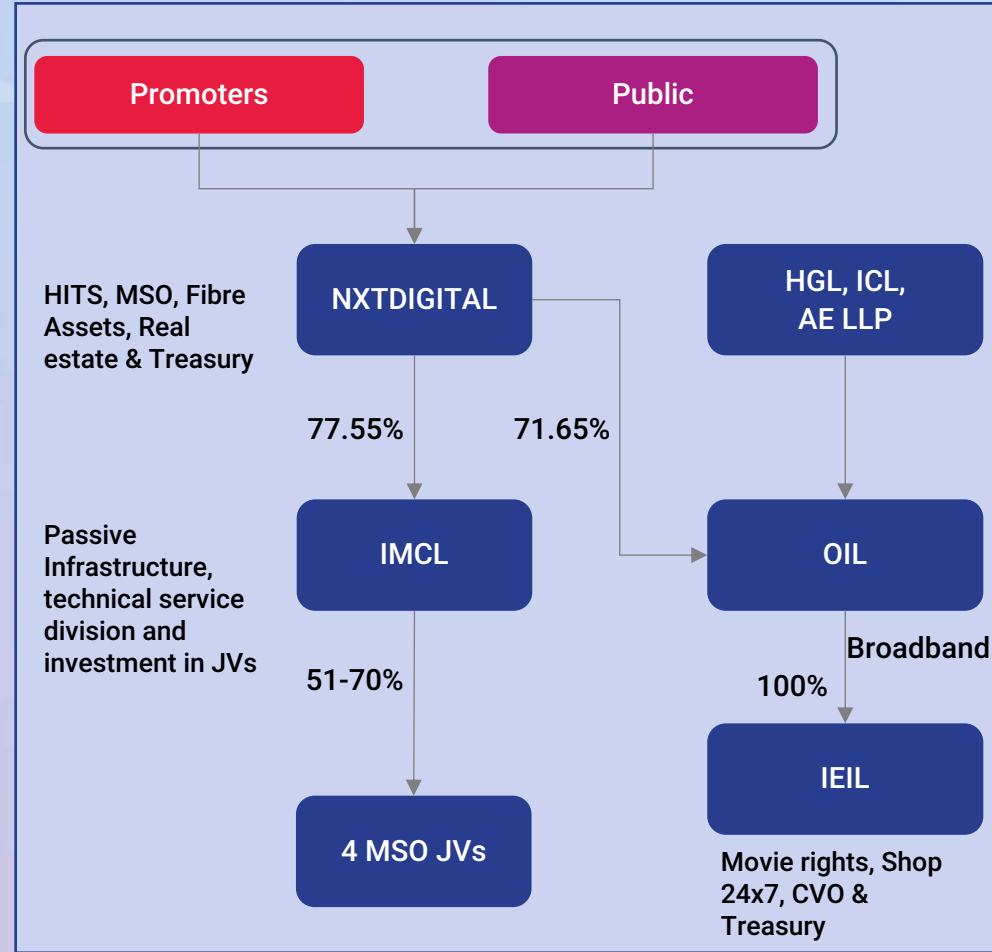 Promoters
Public
HITS, MSO, Fibre
Assets, Real
estate & Treasury
NXTDIGITAL
HGL, ICL,
AE LLP
77.55%
71.65%
Passive
Infrastructure,
technical service
division and
investment in JVs
IMCL
OIL
51-70%
Broadband
100%
4 MSO JVs
IEIL
Movie rights, Shop
24x7, CVO &
Treasury